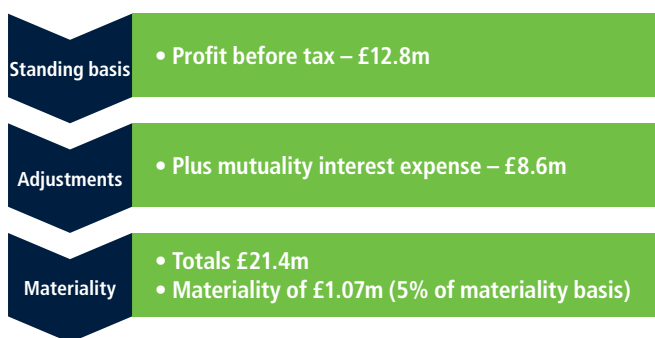 Standing basis
• Profit before tax – £12.8m
Adjustments
• Plus mutuality interest expense – £8.6m
Materiality
• Totals £21.4m
• Materiality of £1.07m (5% of materiality basis)